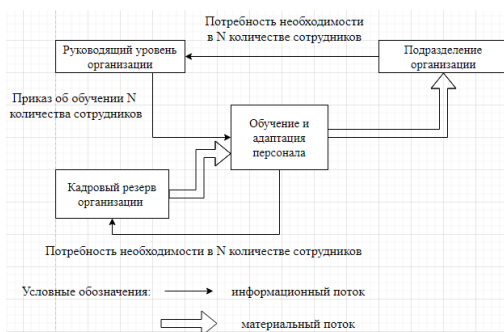 Потребность необходимости
в N количестве сотрудников
Руководящий уровень
организации
Подразделение
организации
Приказ об обучении N
количества сотрудников
Обучение и
адаптация
персонала
Кадровый резерв
организации
Потребность необходимости в N количестве сотрудников
Условные обозначения:
информационный поток
материальный поток